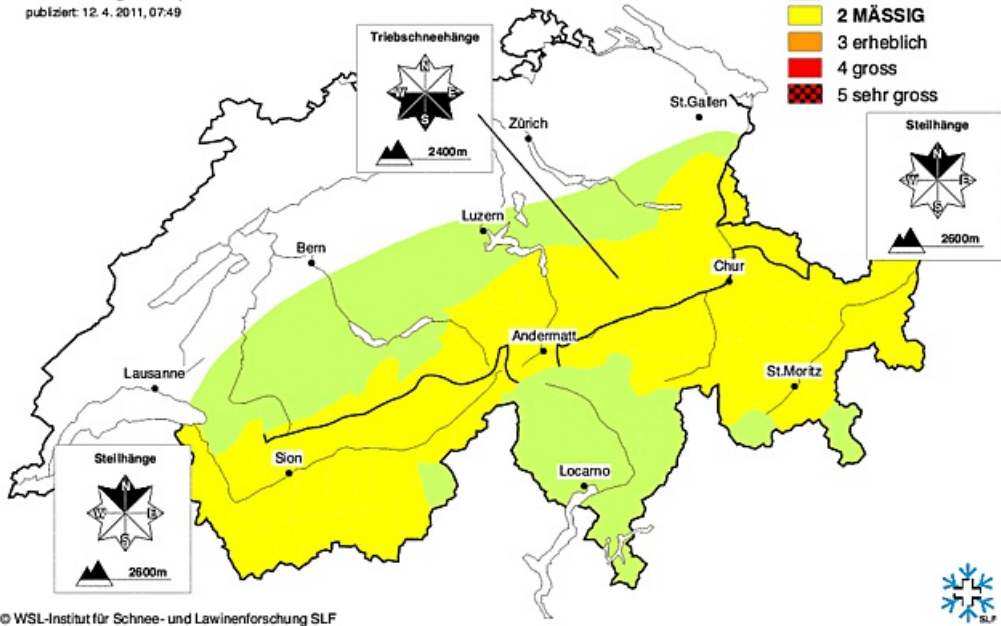 publiziert: 12. 4. 2011, 07:49
2 MÄSSIG
3 erheblich
4 gross
5 sehr gross
Triebschneehänge
N
W E
S
2400m
St.Gallen
Zürich
Steilhänge
N
W E
S
2600m
Luzern
Bern
Chur
Andermatt
Lausanne
St.Moritz
Sion
Locarno
Steilhänge
N
W E
S
2600m
© WSL-Institut für Schnee- und Lawinenforschung SLF
SLF